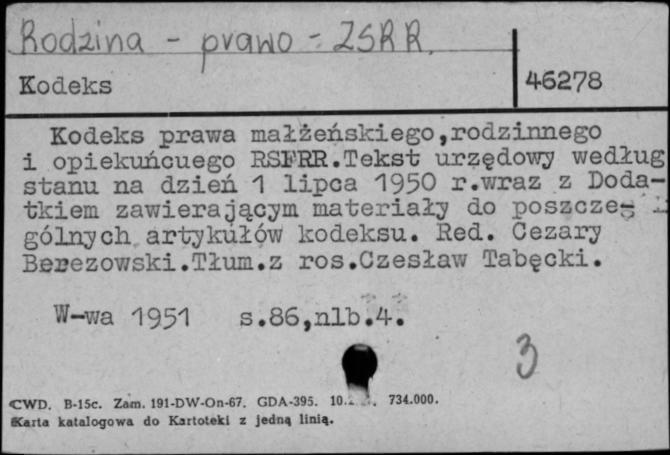 Rodzina - prawo - ZSRR.
Kodeks
46278
Kodeks prawa małżeńskiego,rodzinnego
i opiekuńcuego RSFRR.Tekst urzędowy według
stanu na dzień 1 lipca 1950 r.wraz z Doda-
tkiem zawierającym materiały do poszcze-
gólnych artykułów kodeksu. Red. Cezary
Berezowski.Tłum.z ros.Czesław Tabęcki.
W-wa 1951 s.86,nlb.4.
3
CWD. B-15c. Zam. 191-DW-On-67. GDA-395. 734.000.
Karta katalogowa do Kartoteki z jedną linią.